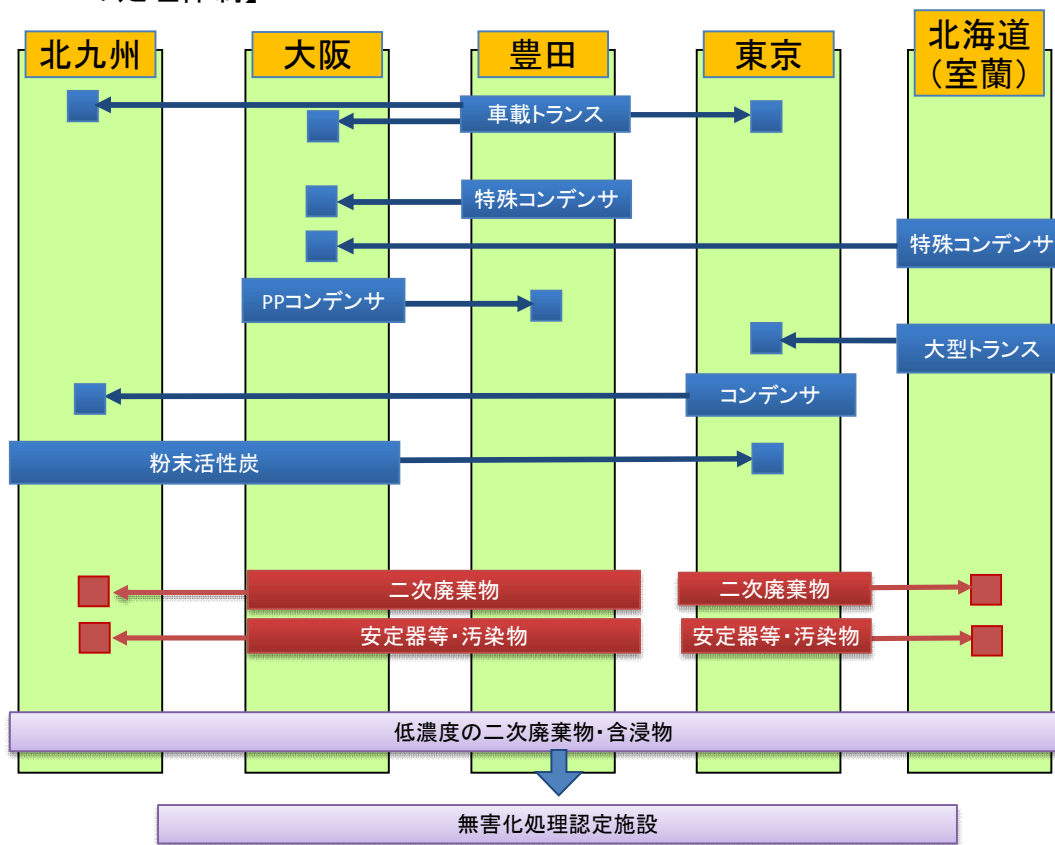 北九州
大阪
豊田
東京
北海道
（室蘭）
車載トランス
特殊コンデンサ
特殊コンデンサ
PPコンデンサ
大型トランス
コンデンサ
粉末活性炭
二次廃棄物
二次廃棄物
安定器等・汚染物
安定器等・汚染物
低濃度の二次廃棄物・含浸物
無害化処理認定施設